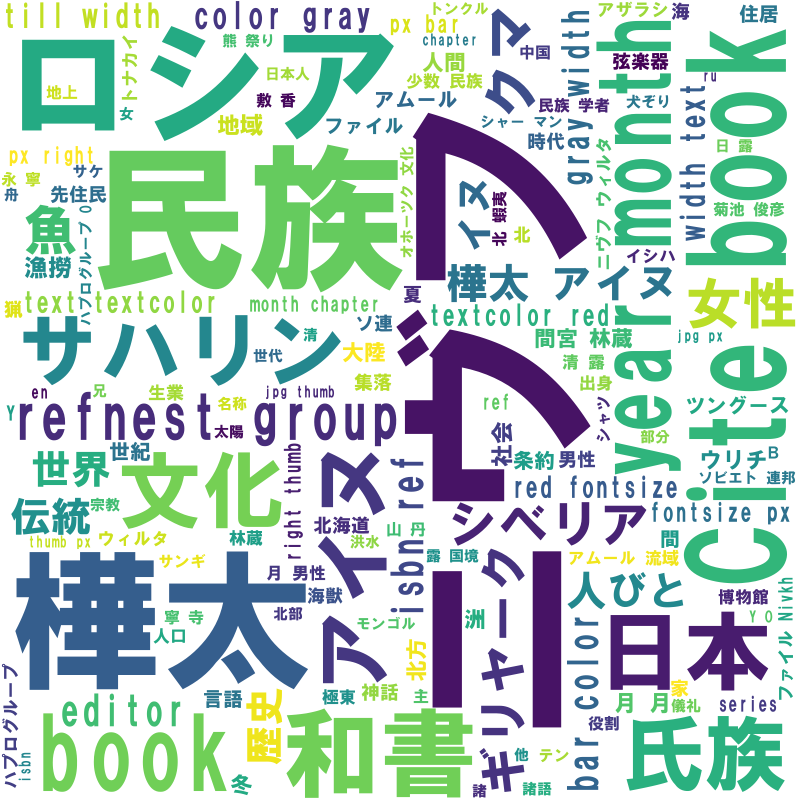 till width
color gray
px bar
トンクル
アザラシ
海
住居
熊 祭り
chapter
クマ
中国
弦楽器
month
book
ロシア
トナカイ
日本人
人間
少数 民族
gray width
ru
地上
女
敷 香
アムール
民族 学者
犬ぞり
width text
地域
ファイル
シャー マン
時代
日 露
px right
サケ
民族
オホーツク 文化
ニヴフ
アイヌ
ニヴフ ウィルタ
永 寧
舟
先住民
北 蝦夷
北
菊池 俊彦
魚
漁撈
ハプログループ O
イシハ
猟
text textcolor
month chapter
夏
樺太 アイヌ
女性
サハリン
ソ連
textcolor red
清
世代
大陸
間宮 林蔵
jpg px
清 露
year
Cite
en
兄
生業
jpg thumb
集落
出身
Y
refnest group
名称
太陽
ref
シャツ
ツングース
世紀
社会
部分
世界
文化
right thumb
isbn ref
条約
男性
ウリチ
B
ソビエト 連邦
red fontsize
伝統
宗教
北海道
山 丹
シベリア
fontsize px
thumb px
ウィルタ
林蔵
洪水
間
サンギ
露 国境
アムール 流域
樺太
月 男性
ギリヤーク
人びと
博物館
Nivkh
寧 寺
海獣
北部
モンゴル
洲
日本
Y O
人口
北方
bar color
ファイル
ハプログループ
editor
言語
極東
神話
主
家
月 月
儀礼
series
歴史
役割
isbn
book
冬
和書
諸
他
テン
諸語
氏族